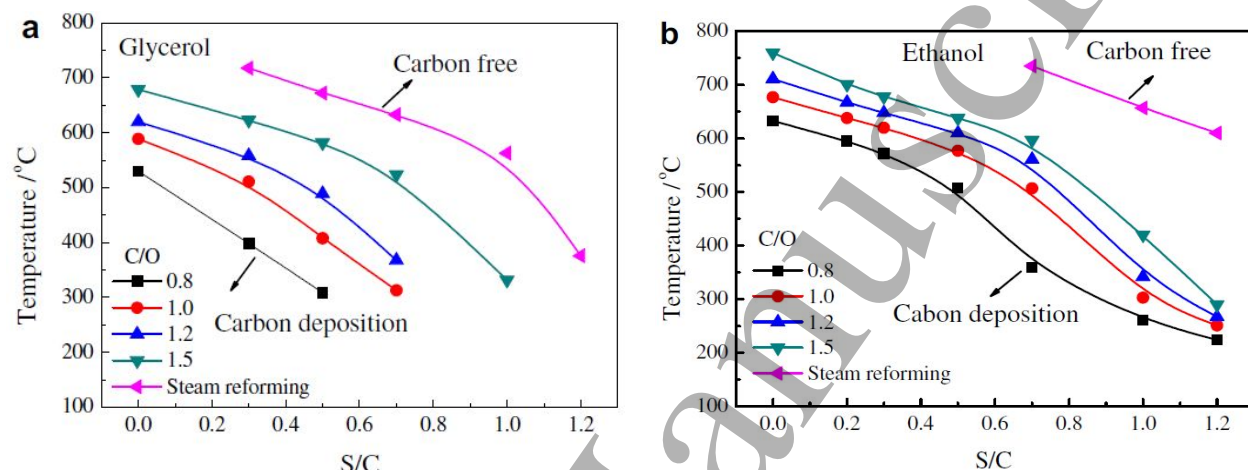 a
Glycerol
Carbon free
Carbon deposition
C/O
0.8
1.0
1.2
1.5
Steam reforming
800
700
600
500
400
300
200
100
0.0 0.2 0.4 0.6 0.8 1.0 1.2
Temperature / °C
S/C
b
Ethanol
Carbon free
Cabon deposition
C/O
0.8
1.0
1.2
1.5
Steam reforming
800
700
600
500
400
300
200
100
0.0 0.2 0.4 0.6 0.8 1.0 1.2
Temperature / °C
S/C